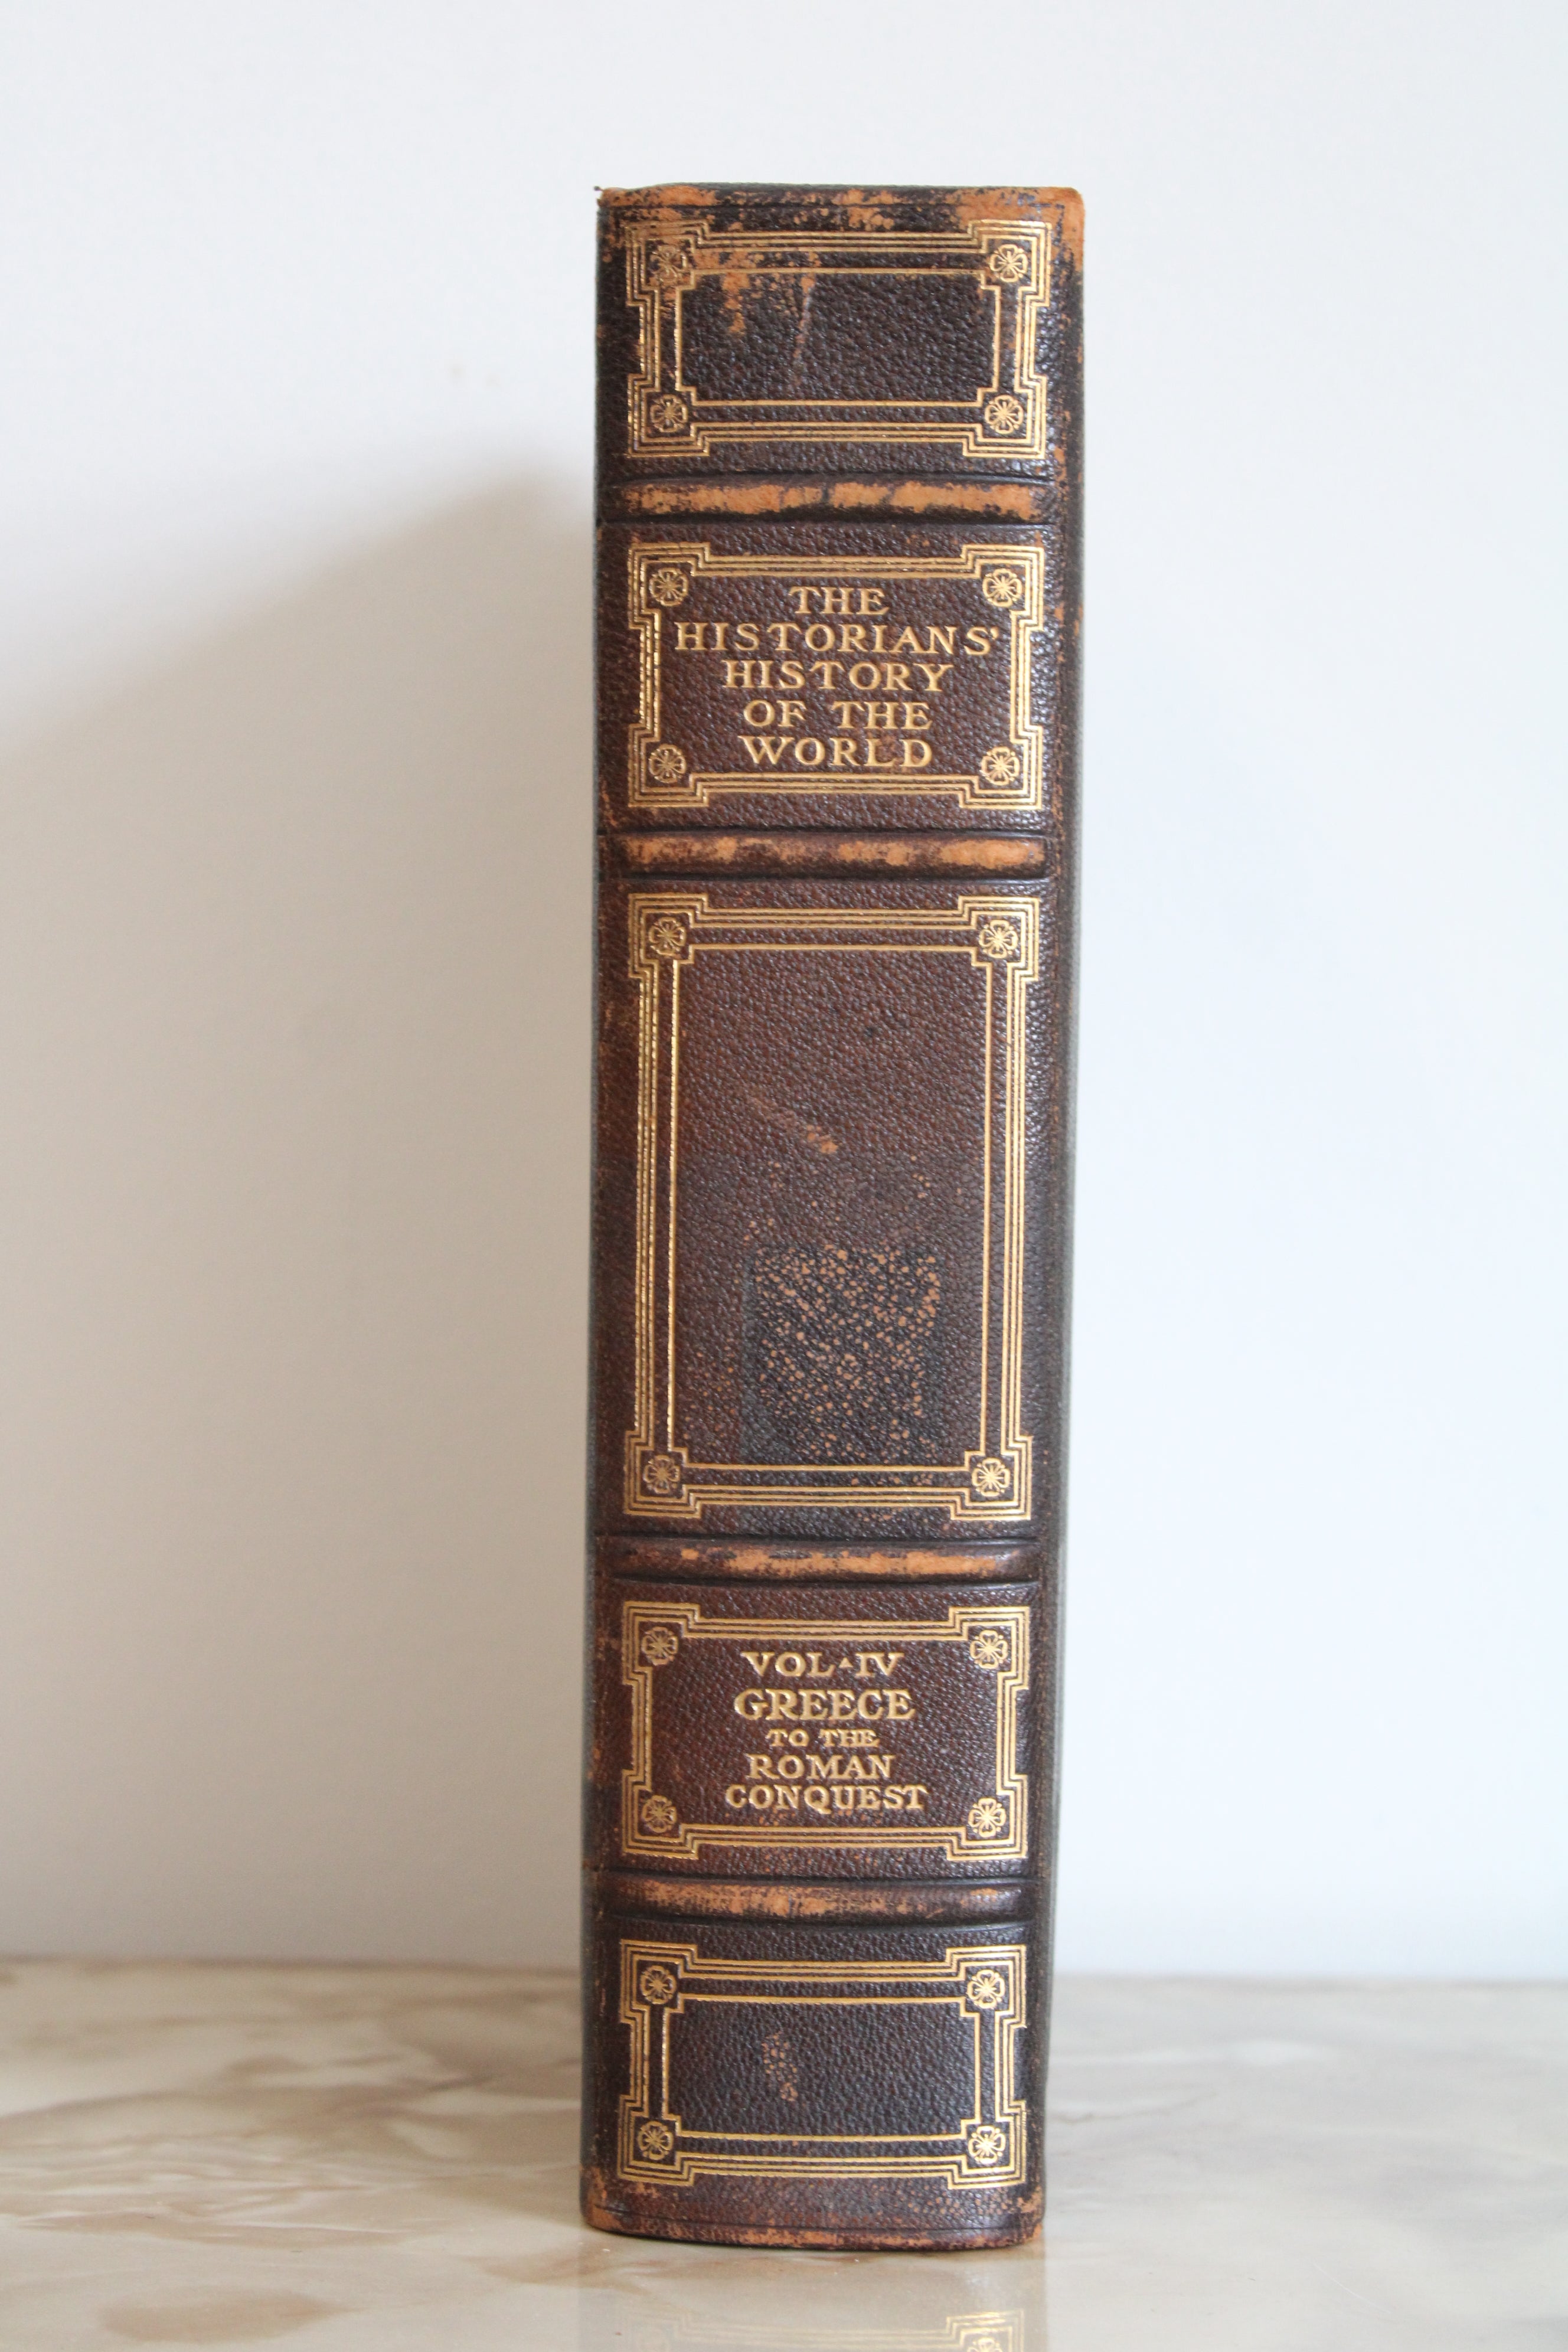 THE
HISTORIANS'
HISTORY
OF THE
WORLD
VOL▴IV
GREECE
TO THE
ROMAN
CONQUEST